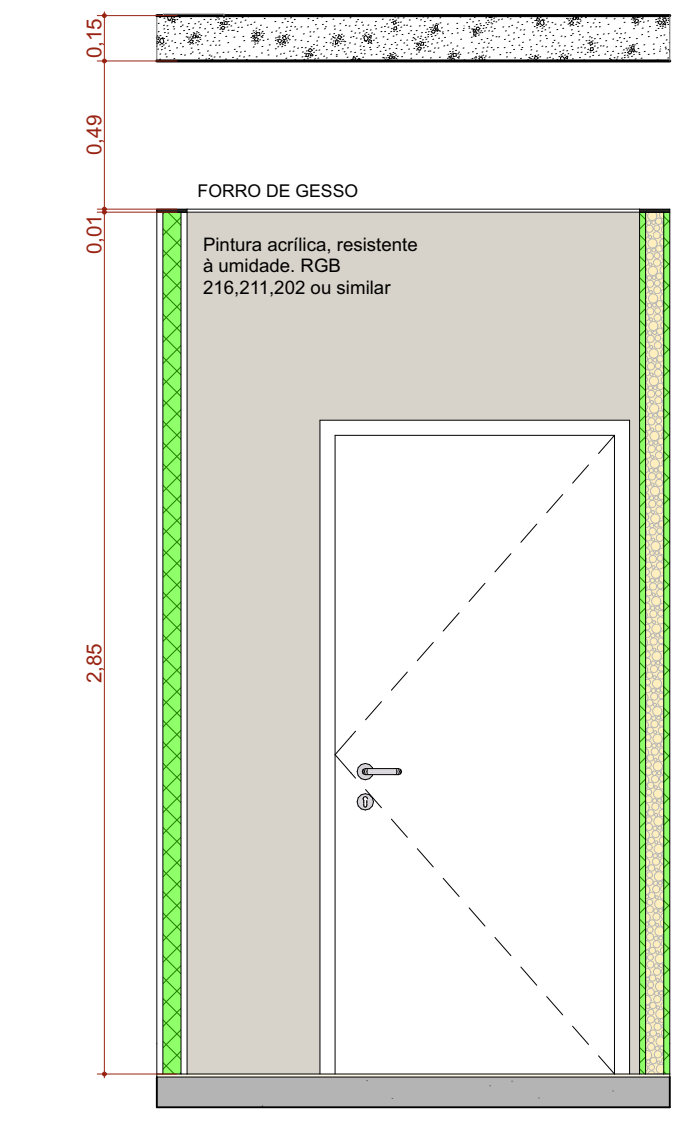 0,15
0,49
FORRO DE GESSO
0,01
Pintura acrílica, resistente
à umidade. RGB
216,211,202 ou similar
2,85